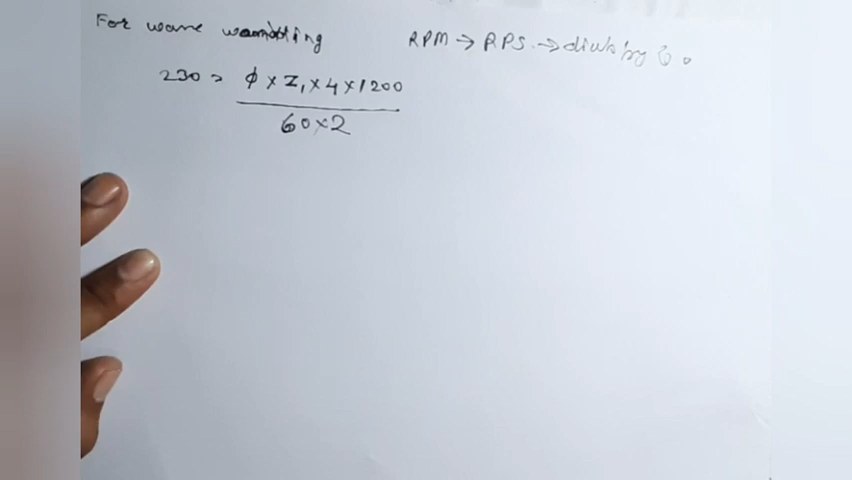 For wave
RPM → RPS → divide by 60
230 = ϕ × Z₁ × 4 × 1200
60 × 2